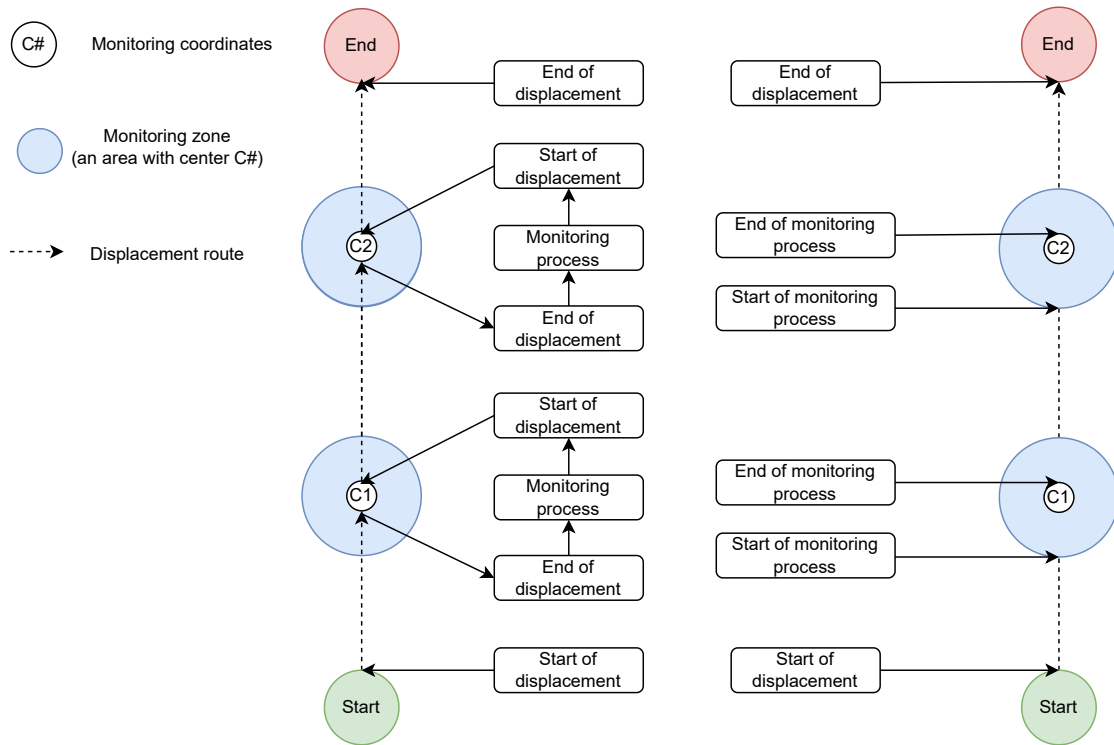 C#
Monitoring coordinates
Monitoring zone
(an area with center C#)
Displacement route
End
End of
displacement
Start of
displacement
C2
Monitoring
process
End of
displacement
Start of
displacement
C1
Monitoring
process
End of
displacement
Start of
displacement
Start
End
End of
displacement
End of monitoring
process
C2
Start of monitoring
process
End of monitoring
process
C1
Start of monitoring
process
Start of
displacement
Start